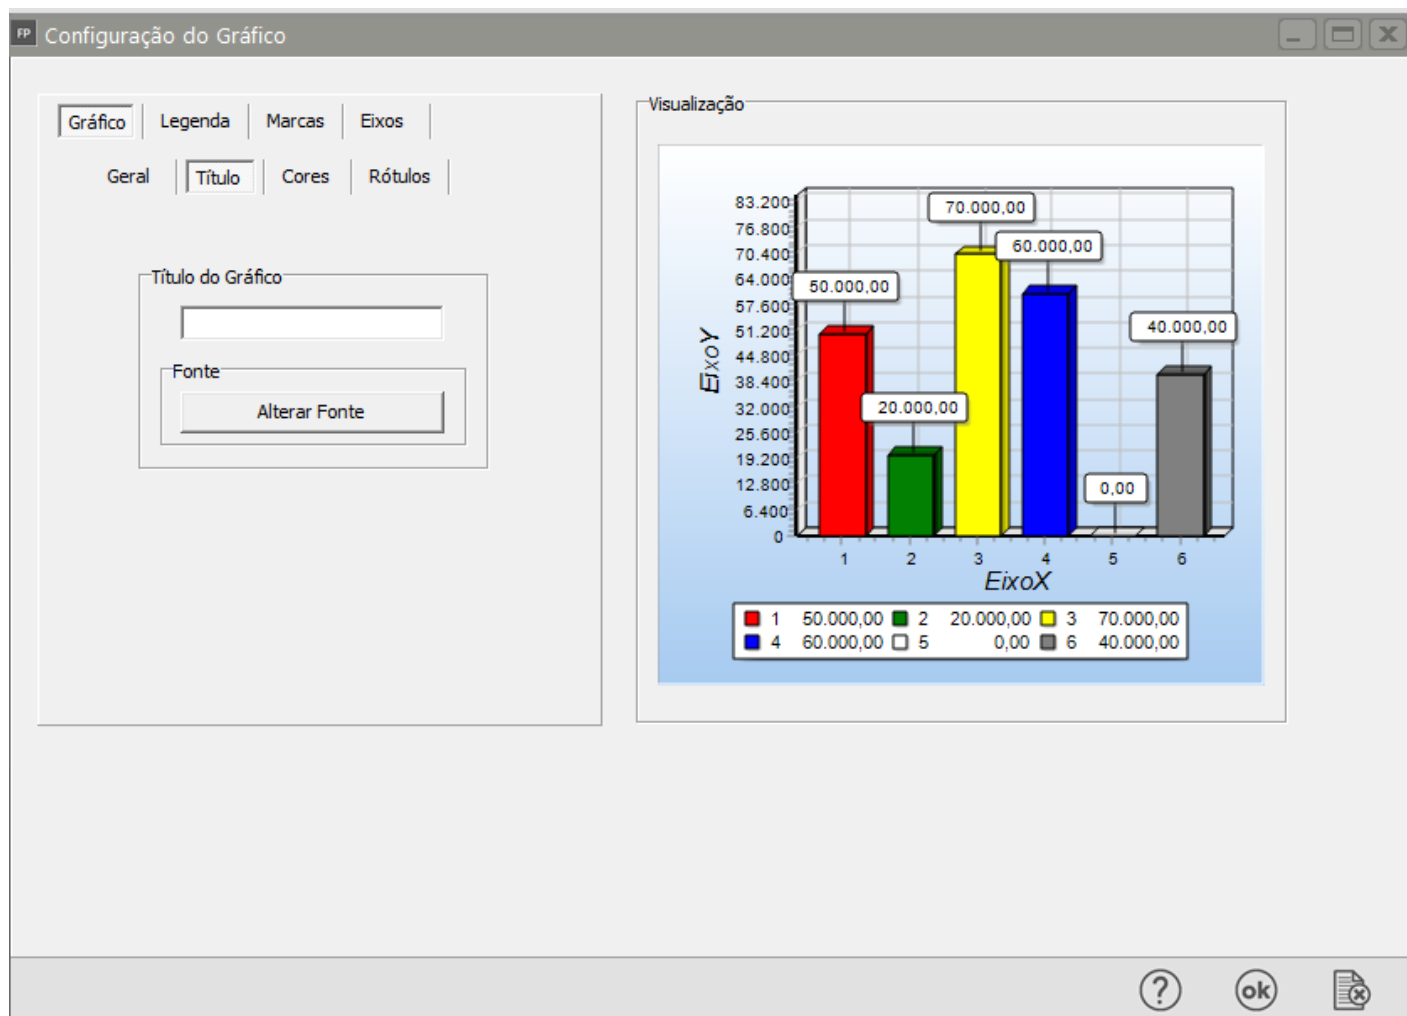 FP Configuração do Gráfico
Gráfico Legenda Marcas Eixos
Geral Título Cores Rótulos
Título do Gráfico
Fonte
Alterar Fonte
Visualização
83.200
76.800
70.400
64.000
57.600
51.200
44.800
38.400
32.000
25.600
19.200
12.800
6.400
0
EixoY
50.000,00
20.000,00
70.000,00
60.000,00
0,00
40.000,00
1 2 3 4 5 6
EixoX
1 50.000,00 2 20.000,00 3 70.000,00
4 60.000,00 5 0,00 6 40.000,00
? ok